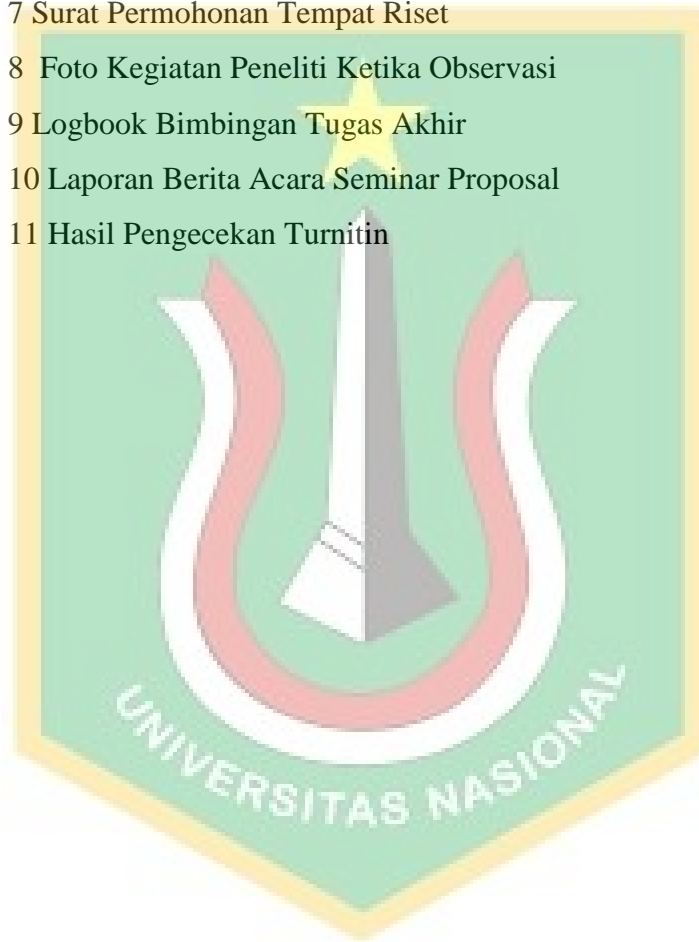 7 Surat Permohonan Tempat Riset
8 Foto Kegiatan Peneliti Ketika Observasi
9 Logbook Bimbingan Tugas Akhir
10 Laporan Berita Acara Seminar Proposal
11 Hasil Pengecekan Turnitin
UNIVERSITAS NASIONAL